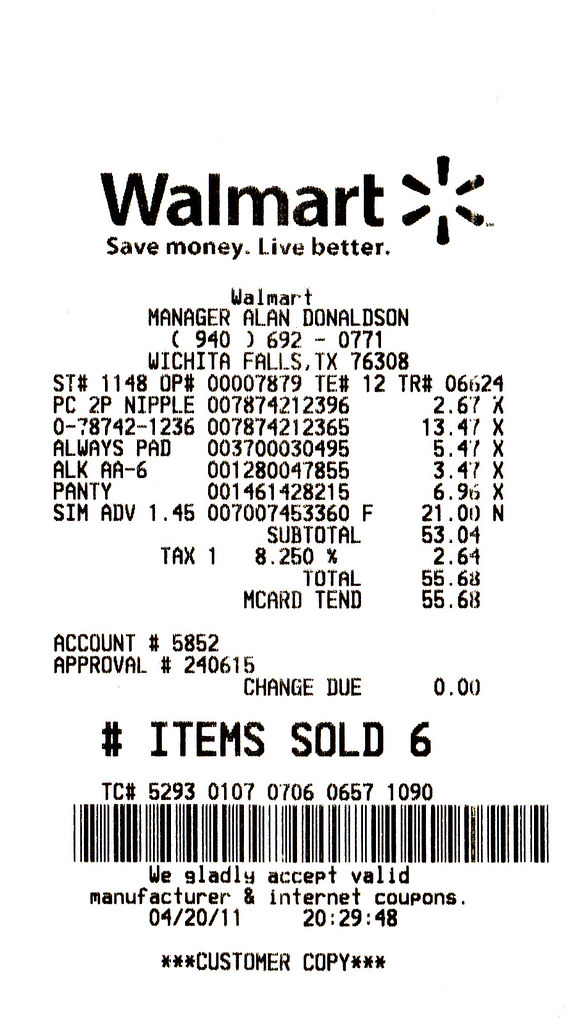 Walmart
Save money. Live better.
Walmart
MANAGER ALAN DONALDSON
( 940 ) 692 - 0771
WICHITA FALLS,TX 76308
ST# 1148 OP# 00007879 TE# 12 TR# 06624
PC 2P NIPPLE 007874212396 2.67 X
0-78742-1236 007874212365 13.47 X
ALWAYS PAD 003700030495 5.47 X
ALK AA-6 001280047855 3.47 X
PANTY 001461428215 6.96 X
SIM ADV 1.45 007007453360 F 21.00 N
SUBTOTAL 53.04
TAX 1 8.250 % 2.64
TOTAL 55.68
MCARD TEND 55.68
ACCOUNT # 5852
APPROVAL # 240615
CHANGE DUE 0.00
# ITEMS SOLD 6
TC# 5293 0107 0706 0657 1090
We gladly accept valid
manufacturer & internet coupons.
04/20/11 20:29:48
***CUSTOMER COPY***